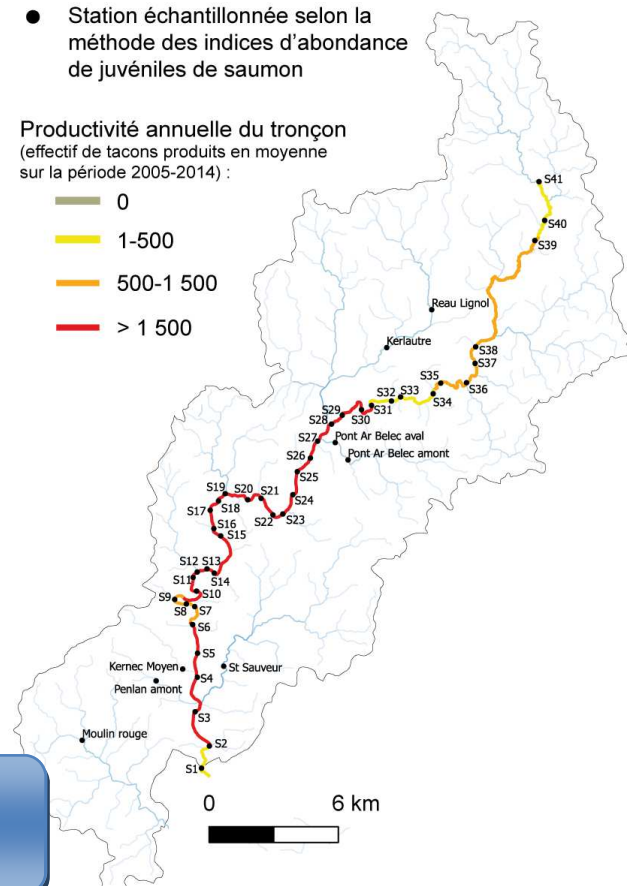 Station échantillonnée selon la
méthode des indices d’abondance
de juvéniles de saumon
Productivité annuelle du tronçon
(effectif de tacons produits en moyenne
sur la période 2005-2014) :
0
1-500
500-1 500
> 1 500
S41
S40
S39
Reau Lignol
Kerlautre
S38
S37
S35
S36
S33
S32
S34
S31
S29
S30
S28
S27
Pont Ar Belec aval
Pont Ar Belec amont
S26
S25
S24
S19
S20
S21
S18
S17
S22
S23
S16
S15
S12
S13
S11
S14
S10
S9
S8
S7
S6
S5
Kernec Moyen
St Sauveur
S4
Penlan amont
S3
Moulin rouge
S2
S1
0
6 km